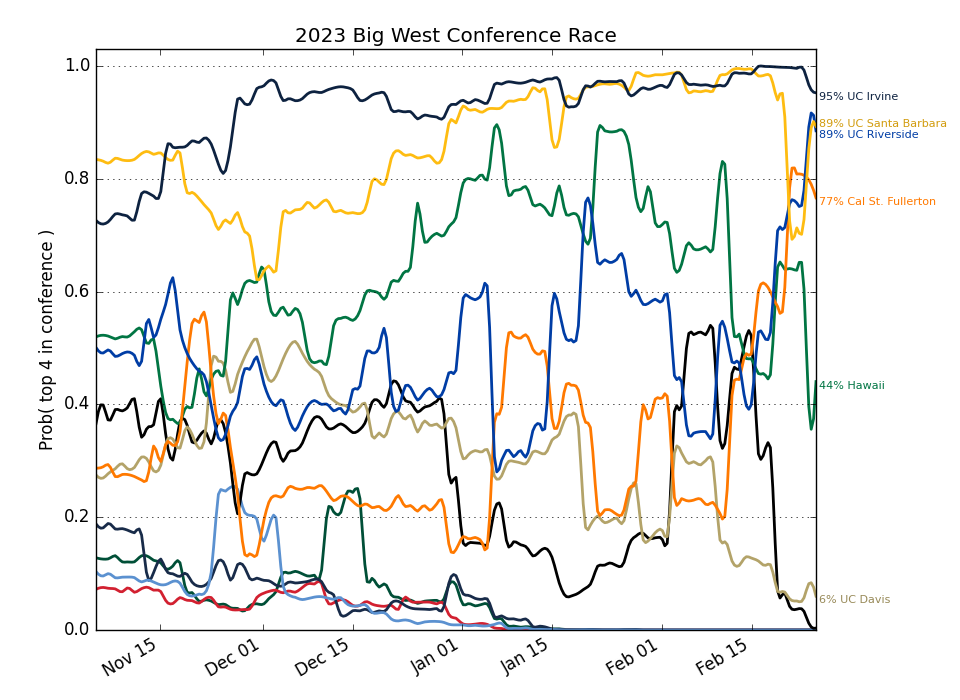 2023 Big West Conference Race
Prob( top 4 in conference )
1.0
0.8
0.6
0.4
0.2
0.0
Nov 15
Dec 01
Dec 15
Jan 01
Jan 15
Feb 01
Feb 15
95% UC Irvine
89% UC Santa Barbara
89% UC Riverside
77% Cal St. Fullerton
44% Hawaii
6% UC Davis